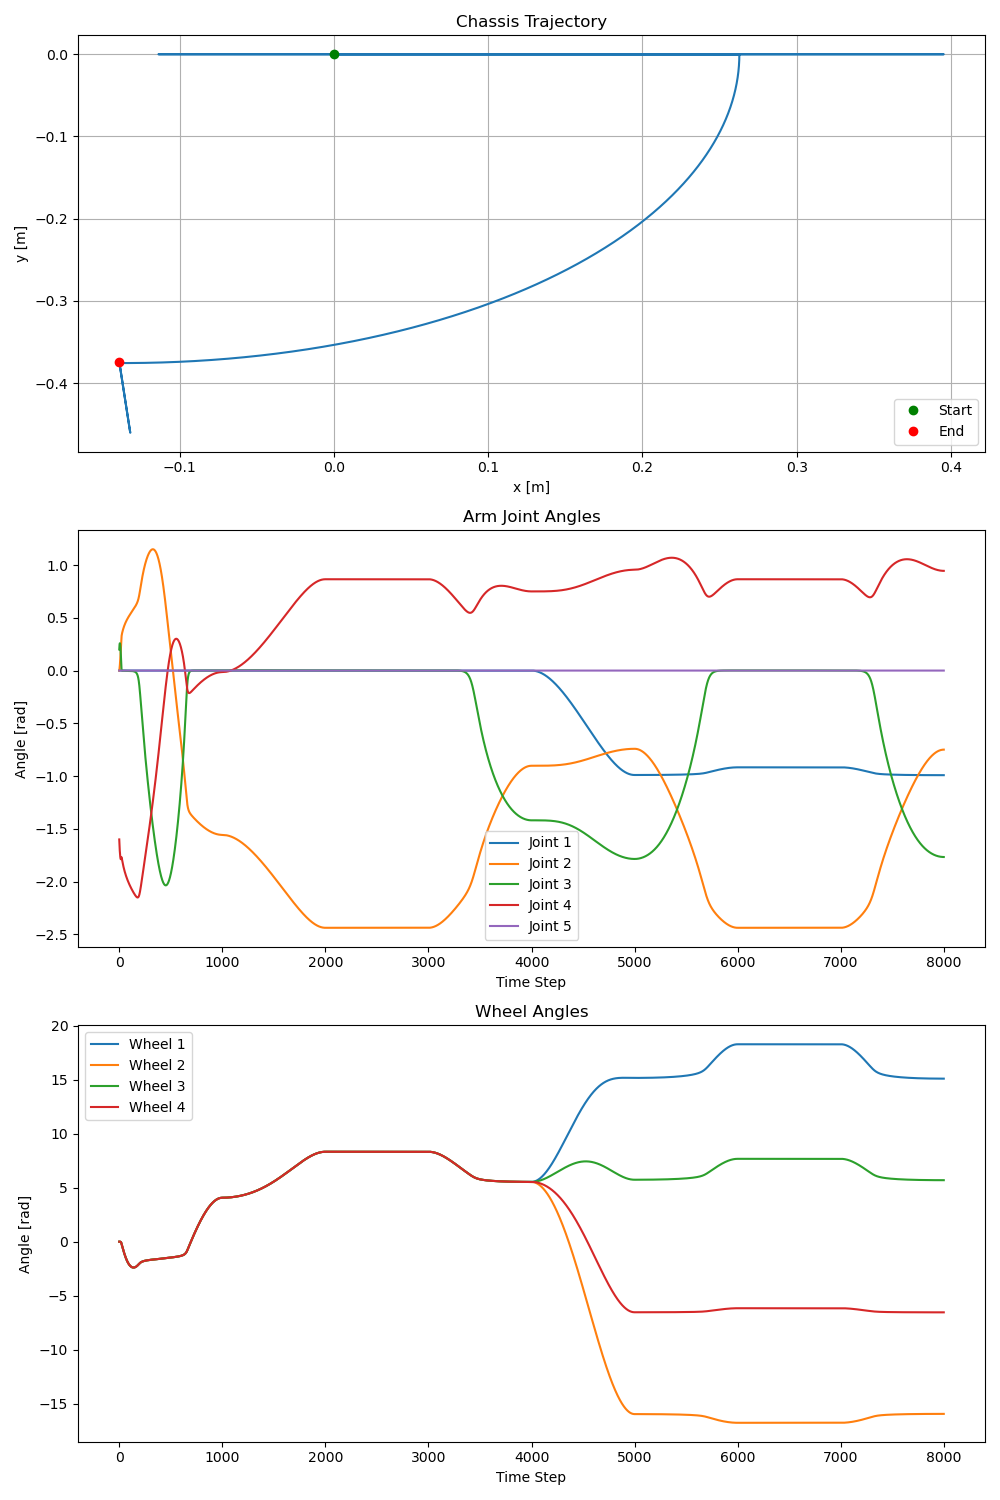 Chassis Trajectory
0.0
−0.1
−0.2
−0.3
−0.4
y [m]
Start
End
−0.1 0.0 0.1 0.2 0.3 0.4
x [m]
Arm Joint Angles
1.0
0.5
0.0
−0.5
−1.0
−1.5
−2.0
−2.5
Angle [rad]
Joint 1
Joint 2
Joint 3
Joint 4
Joint 5
0 1000 2000 3000 4000 5000 6000 7000 8000
Time Step
Wheel Angles
20
15
10
5
0
−5
−10
−15
Angle [rad]
Wheel 1
Wheel 2
Wheel 3
Wheel 4
0 1000 2000 3000 4000 5000 6000 7000 8000
Time Step